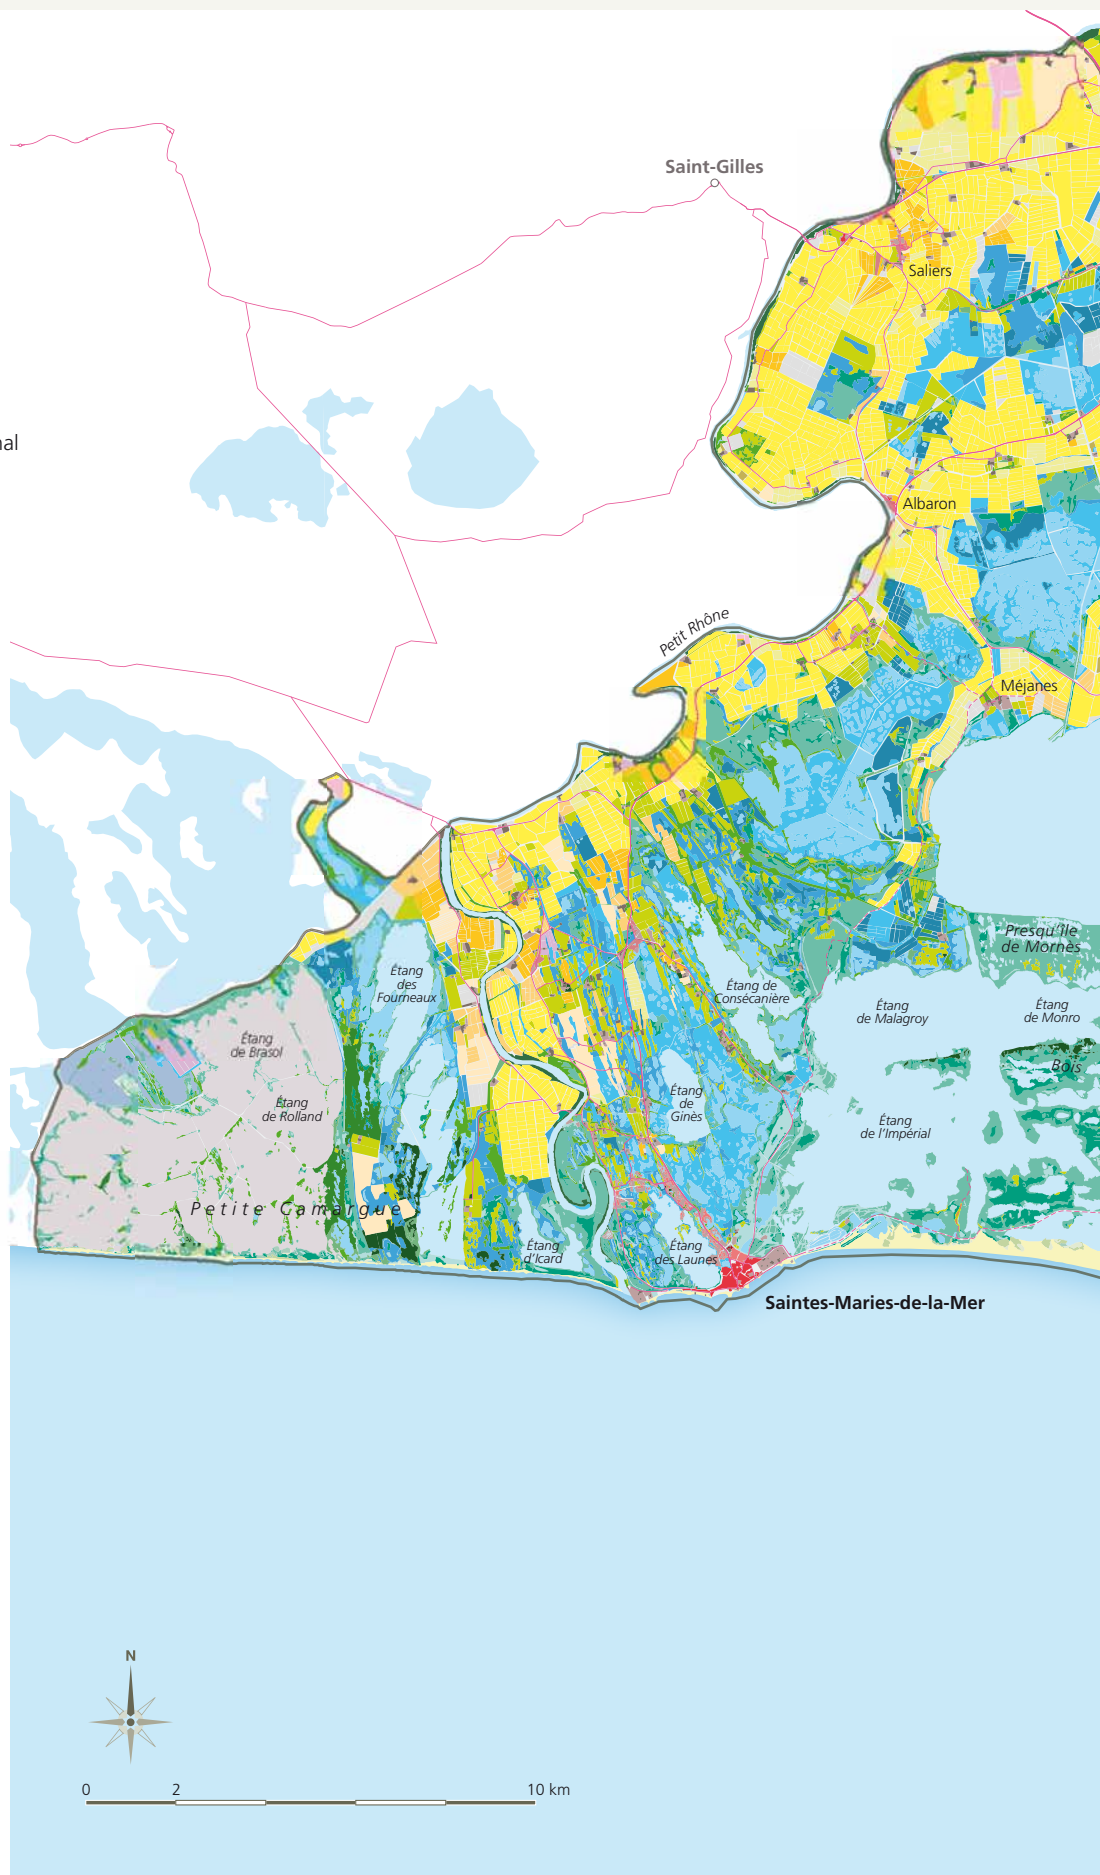 Saint-Gilles
Saliers
nal
Albaron
Petit Rhône
Méjanes
Presqu'île
de Mornès
Étang
des
Fourneaux
Étang de
Consécanière
Étang
de Malagroy
Étang
de Monro
Étang
de Brasol
Bois
Étang
de Rolland
Étang
de
Ginès
Étang
de l'Impérial
Petite Camargue
Étang
d'Icard
Étang
des Launes
Saintes-Maries-de-la-Mer
N
0 2 10 km